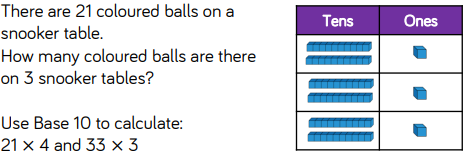 There are 21 coloured balls on a
snooker table.
How many coloured balls are there
on 3 snooker tables?
Use Base 10 to calculate:
21 × 4 and 33 × 3
Tens Ones